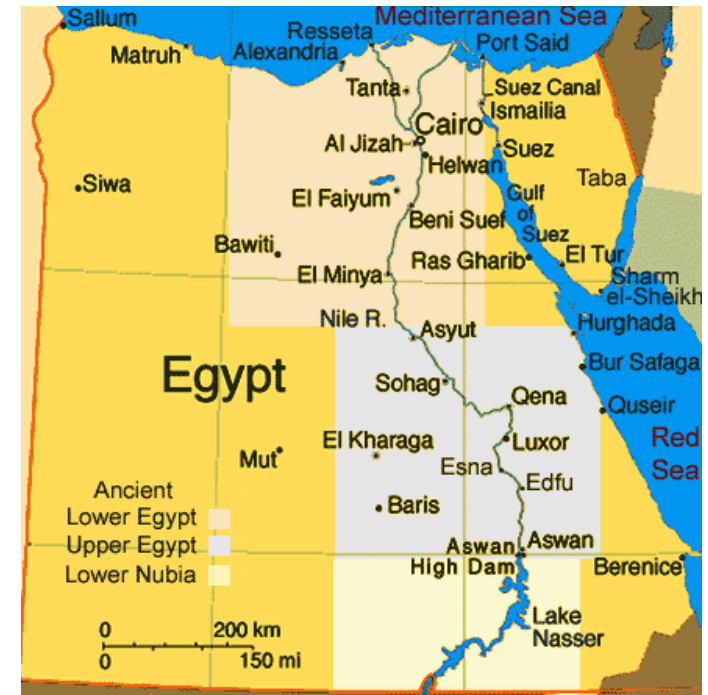 Mediterranean Sea
Sallum
Resseta
Matruh
Alexandria
Port Said
Tanta
Suez Canal
Ismailia
Cairo
Al Jizah
Suez
Helwan
Taba
Siwa
El Faiyum
Gulf
of
Suez
Beni Suef
Bawiti
Ras Gharib
El Tur
El Minya
Sharm
el-Sheikh
Nile R.
Hurghada
Asyut
Egypt
Bur Safaga
Sohag
Qena
Quseir
El Kharaga
Luxor
Red
Sea
Mut
Esna
Edfu
Ancient
Lower Egypt
Upper Egypt
Lower Nubia
Baris
Aswan
High Dam
Aswan
Berenice
Lake
Nasser
0 200 km
0 150 mi